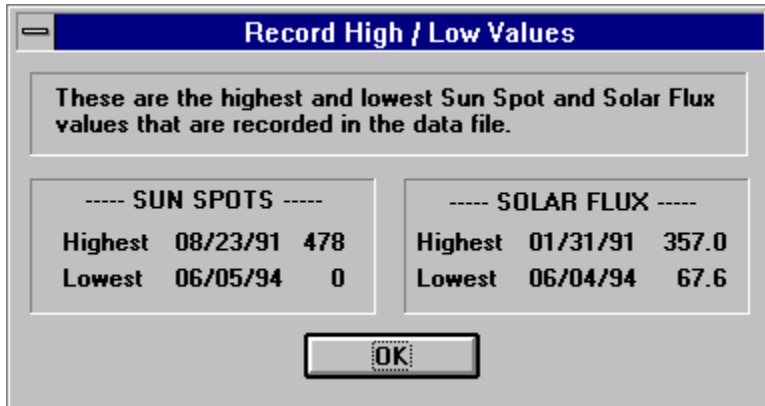 Record High / Low Values
These are the highest and lowest Sun Spot and Solar Flux
values that are recorded in the data file.
----- SUN SPOTS -----
Highest 08/23/91 478
Lowest 06/05/94 0
----- SOLAR FLUX -----
Highest 01/31/91 357.0
Lowest 06/04/94 67.6
OK